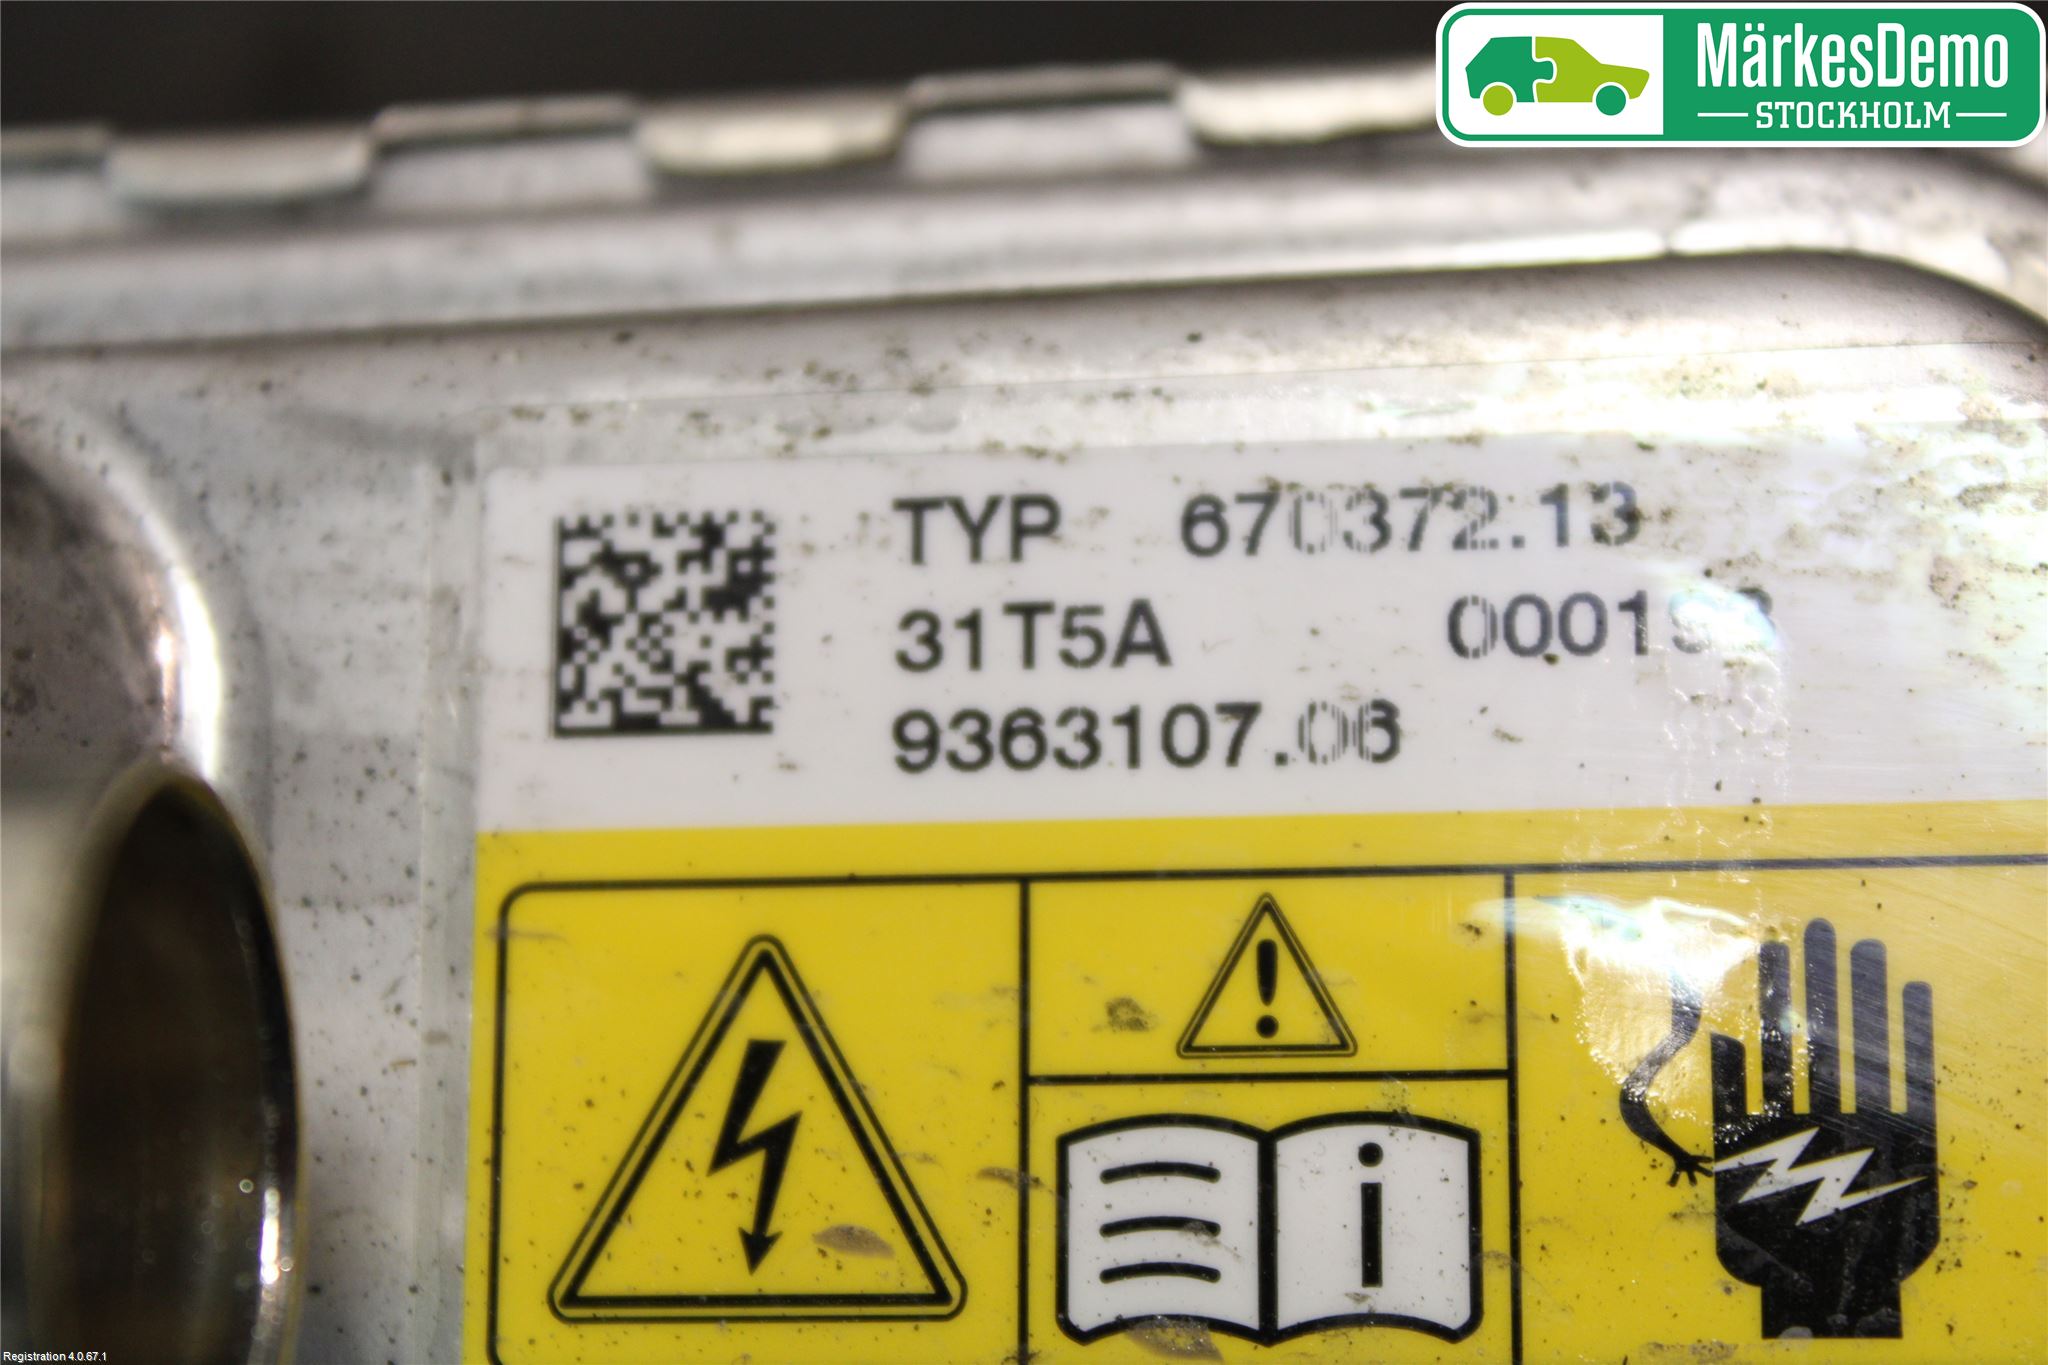 MärkesDemo
STOCKHOLM
TYP 670372.13
31T5A
9363107.06
Registration 4.0.67.1